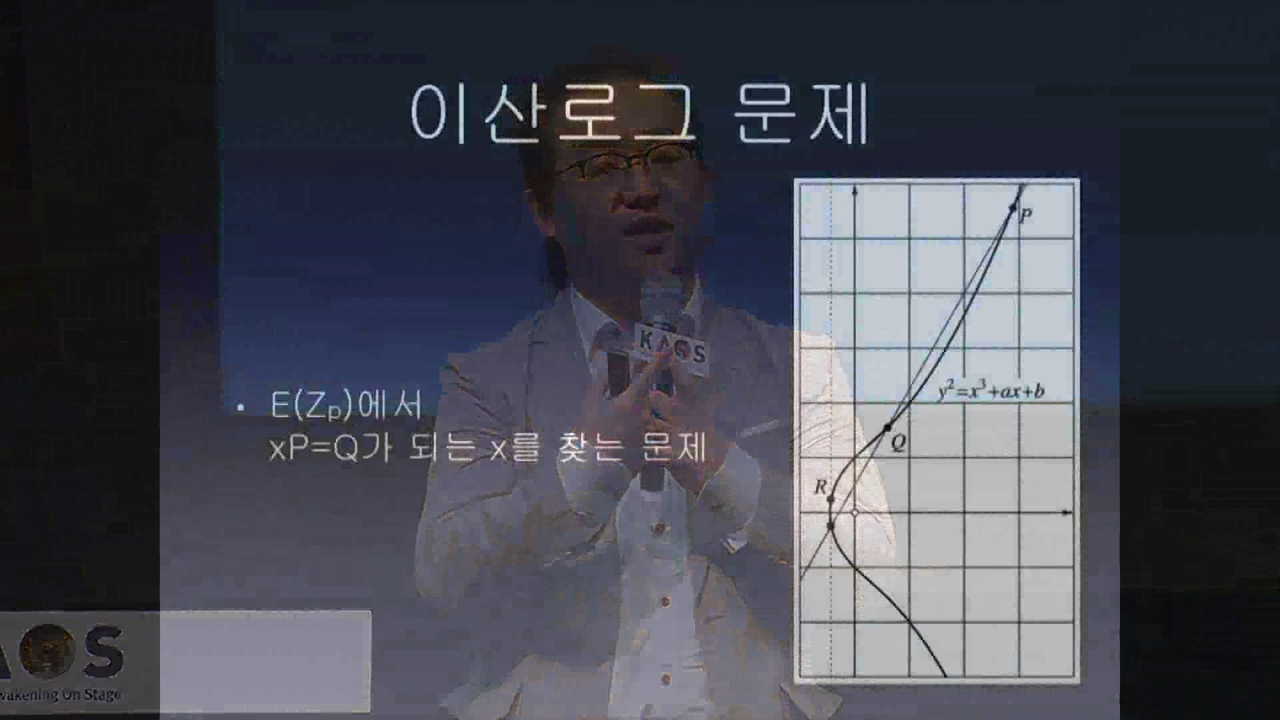 이산로그 문제
P
KAOS
y²=x³+ax+b
• E(Zₚ)에서
xP=Q가 되는 x를 찾는 문제
Q
R
AOS
wakening On Stage